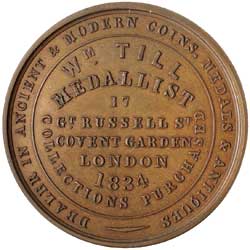 DEALER IN ANCIENT & MODERN COINS, MEDALS & ANTIQUES
Wᴹ TILL
MEDALLIST
17
Gᵀ RUSSELL Sᵀ
COVENT GARDEN
LONDON
1834
COLLECTIONS PURCHASED